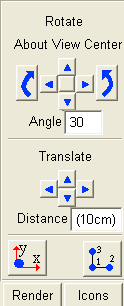 Rotate
About View Center
Angle 30
Translate
Distance (10cm)
y
x
3
1 2
Render Icons